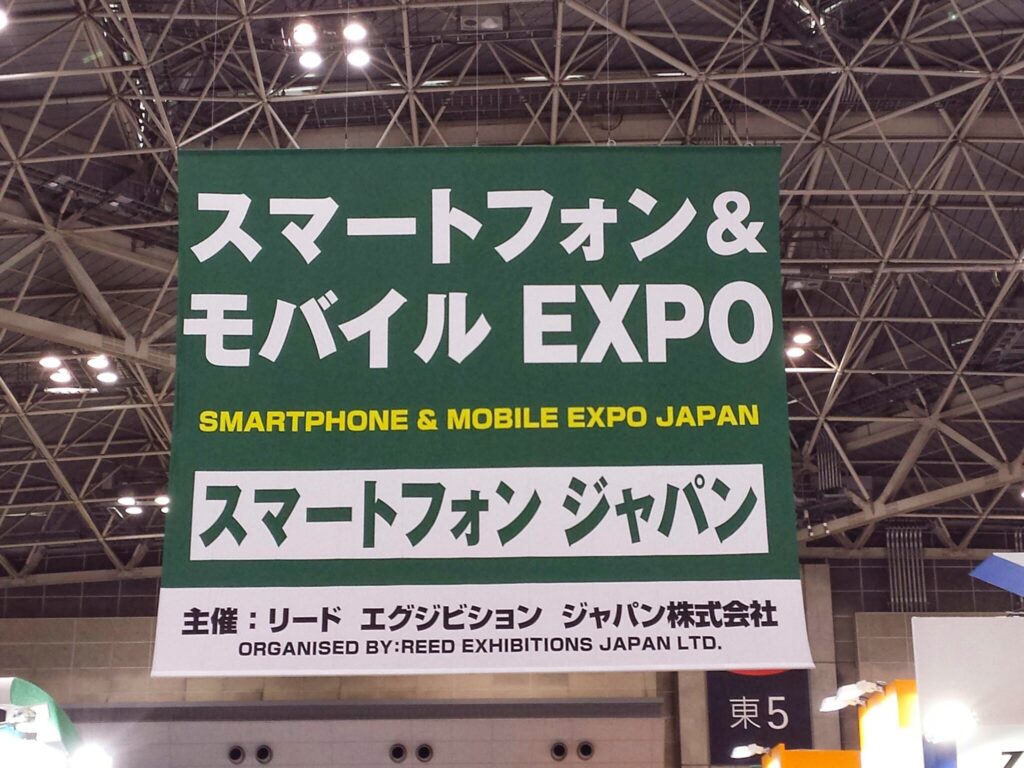 スマートフォン&
モバイル EXPO
SMARTPHONE & MOBILE EXPO JAPAN
スマートフォン ジャパン
主催:リード エグジビション ジャパン株式会社
ORGANISED BY:REED EXHIBITIONS JAPAN LTD.
東5